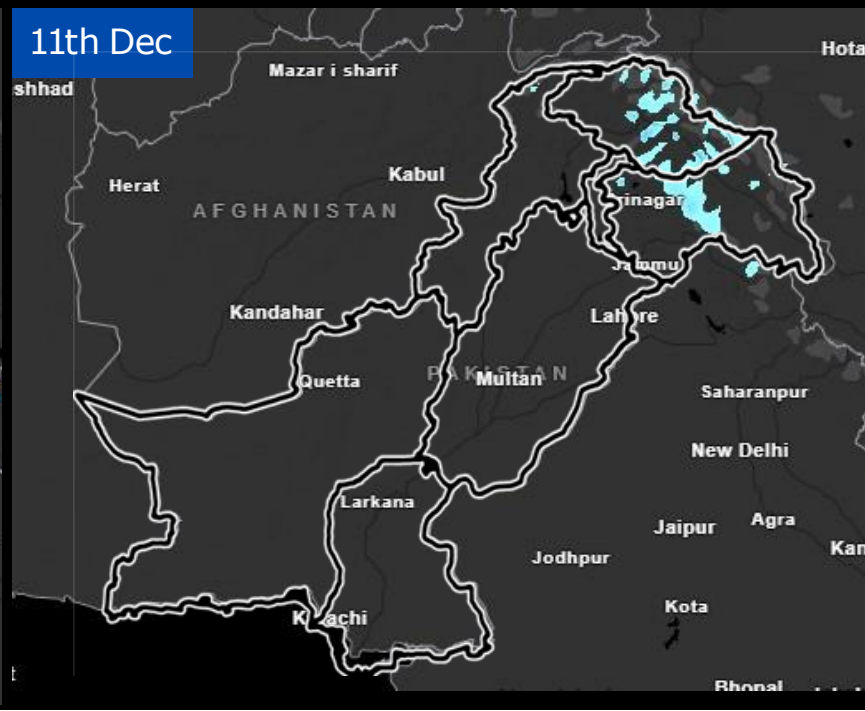 11th Dec
Hota
Mazar i sharif
shhad
Kabul
Herat
rinagar
AFGHANISTAN
Jammu
Kandahar
Lahore
PAKISTAN
Quetta
Multan
Saharanpur
New Delhi
Larkana
Jaipur
Agra
Jodhpur
Kan
Kota
Karachi
t
Bhopal